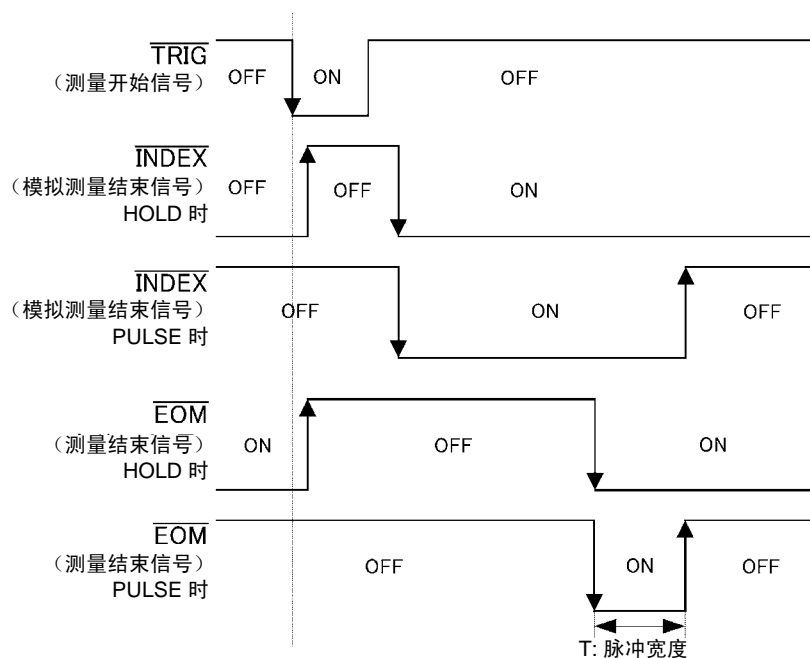 TRIG
（测量开始信号）
OFF ON OFF
INDEX
（模拟测量结束信号）
HOLD 时
OFF OFF ON
INDEX
（模拟测量结束信号）
PULSE 时
OFF ON OFF
EOM
（测量结束信号）
HOLD 时
ON OFF ON
EOM
（测量结束信号）
PULSE 时
OFF ON OFF
T: 脉冲宽度